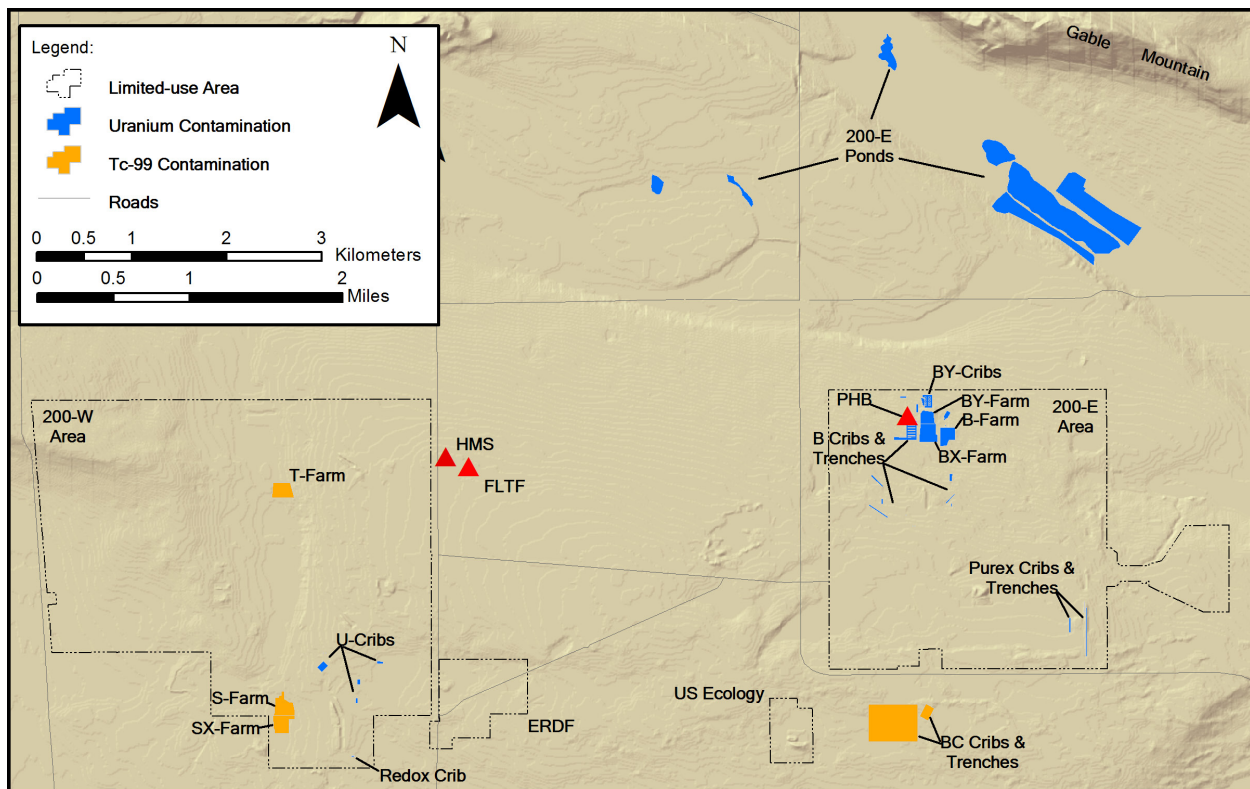 Legend:
N
Limited-use Area
Uranium Contamination
Tc-99 Contamination
Roads
0 0.5 1 2 3
Kilometers
0 0.5 1 2
Miles
Gable Mountain
200-E
Ponds
200-W
Area
T-Farm
HMS
FLTF
U-Cribs
S-Farm
SX-Farm
Redox Crib
ERDF
BY-Cribs
PHB
BY-Farm
B-Farm
200-E
Area
B Cribs &
Trenches
BX-Farm
Purex Cribs &
Trenches
US Ecology
BC Cribs &
Trenches